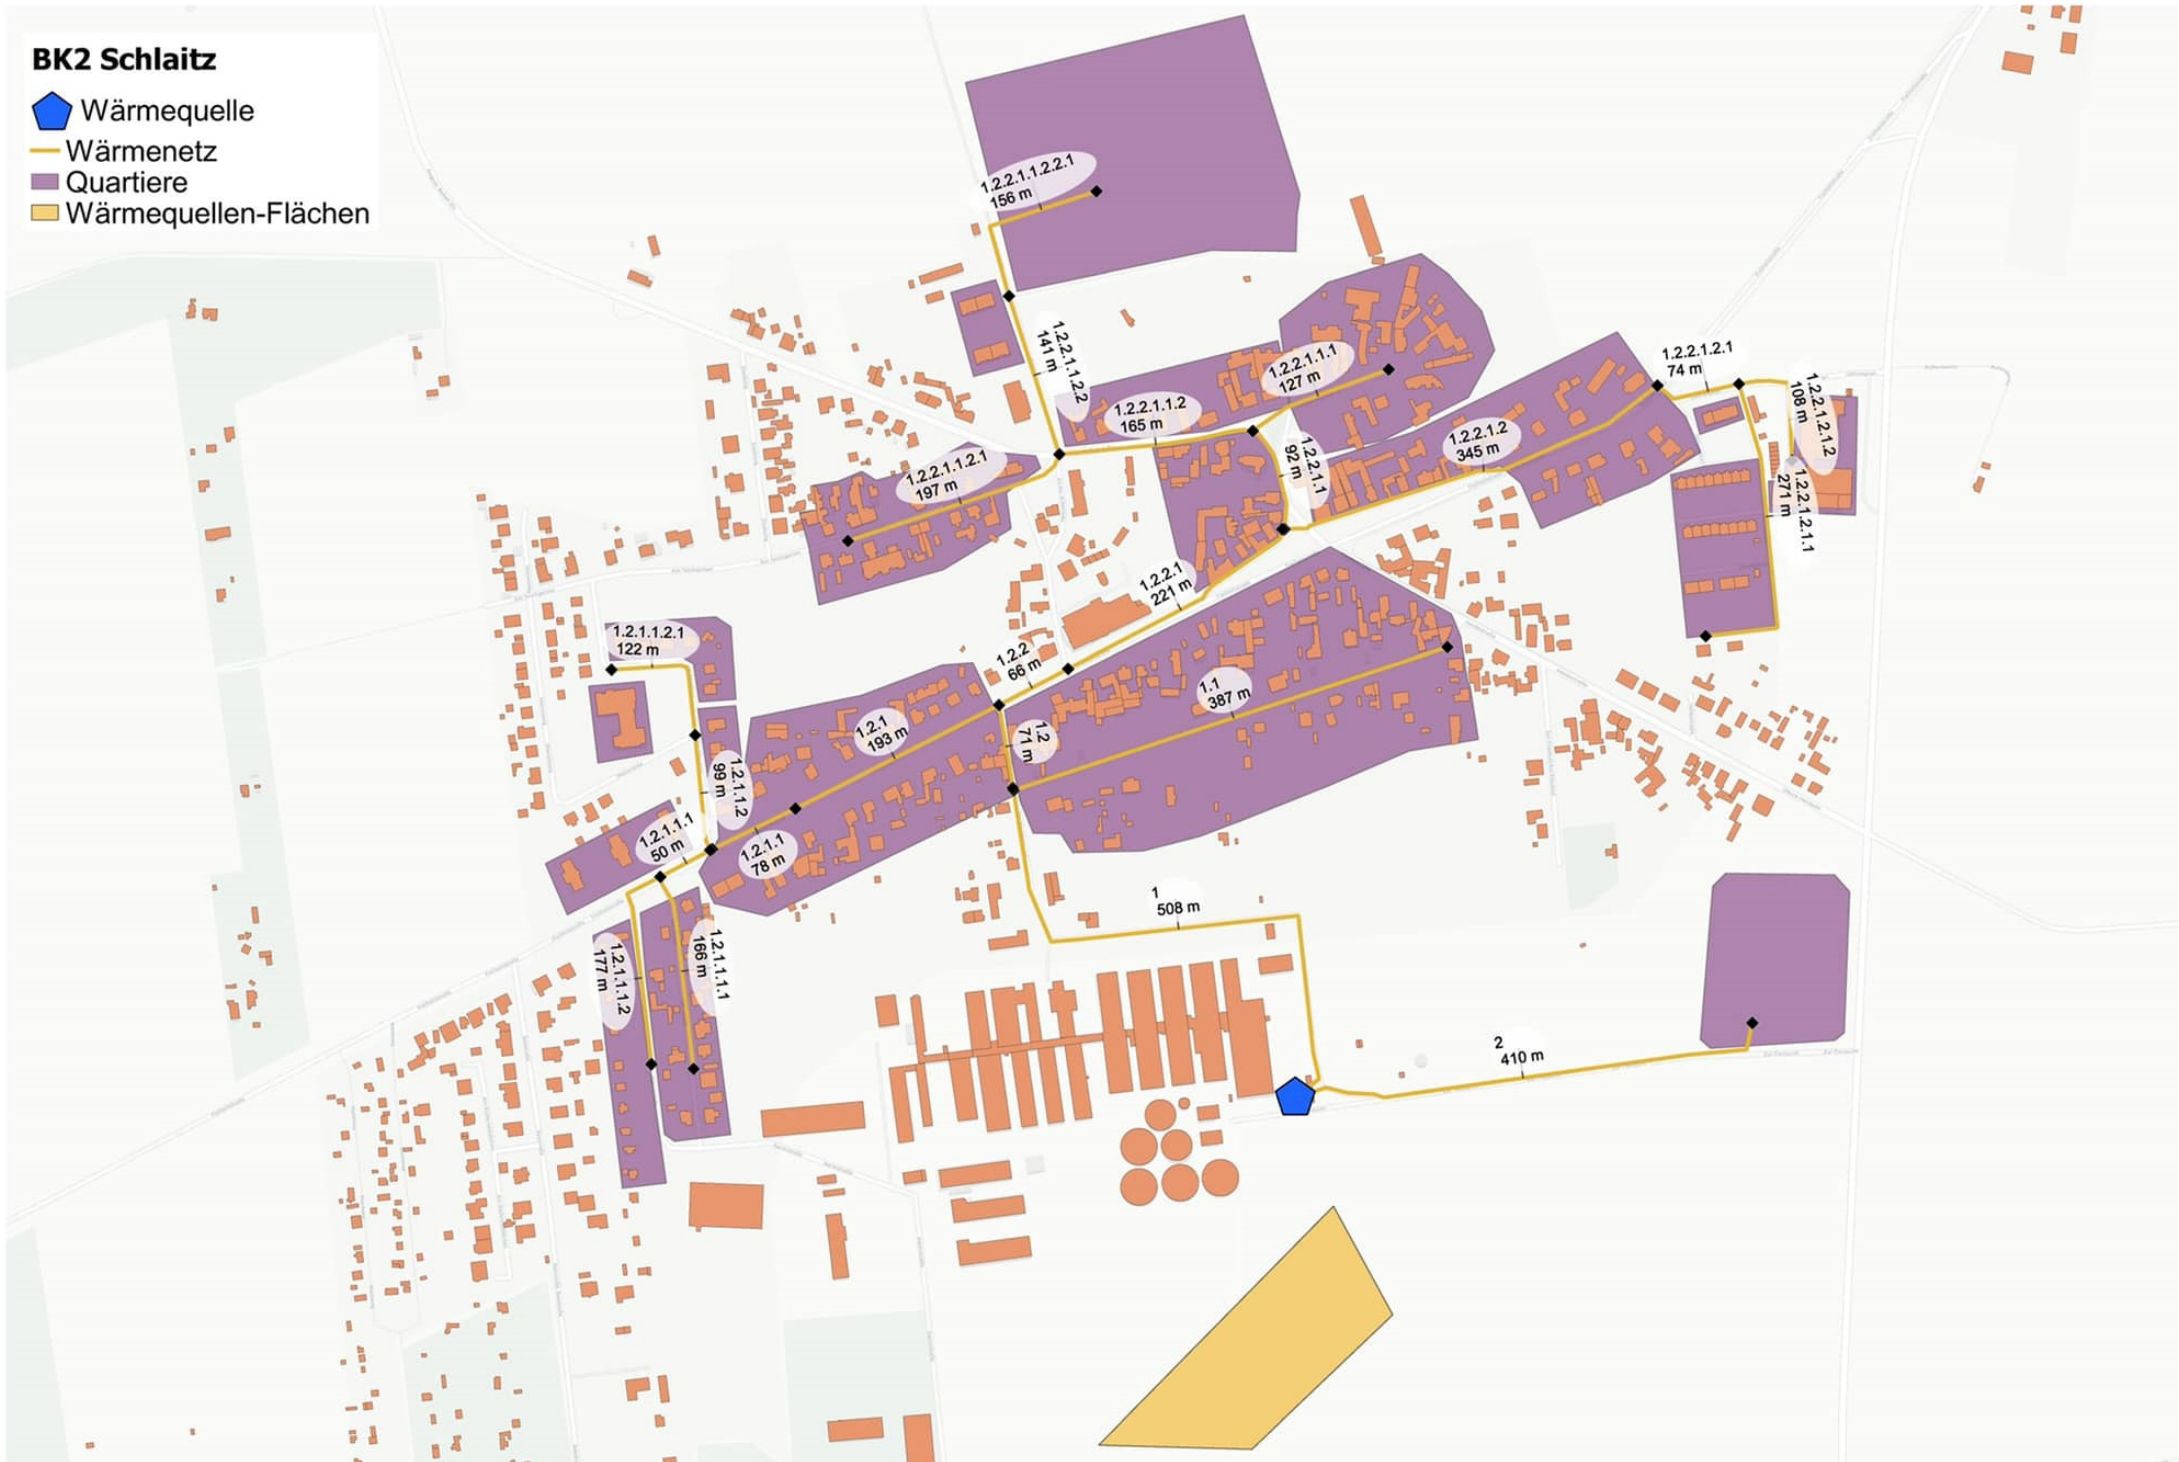 BK2 Schlaitz
Wärmequelle
Wärmenetz
Quartiere
Wärmequellen-Flächen
1.2.2.1.1.2.2.1
156 m
1.2.2.1.1.2.2
141 m
1.2.2.1.1.1
127 m
1.2.2.1.1.2
165 m
1.2.2.1.2.1
74 m
1.2.2.1.2.1.2
108 m
1.2.2.1.2
345 m
1.2.2.1.1
92 m
1.2.2.1.1.2.1
197 m
1.2.2.1.2.1.1
271 m
1.2.2.1
221 m
1.2.1.1.2.1
122 m
1.2.2
66 m
1.1
387 m
1.2.1
193 m
1.2
71 m
1.2.1.1.2
99 m
1.2.1.1.1
50 m
1.2.1.1
78 m
1
508 m
1.2.1.1.1.2
177 m
1.2.1.1.1.1
166 m
2
410 m